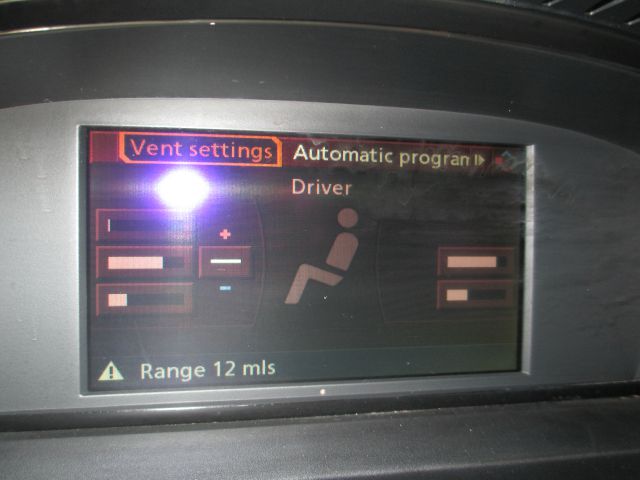 Vent settings
Automatic progran
Driver
Range 12 mls